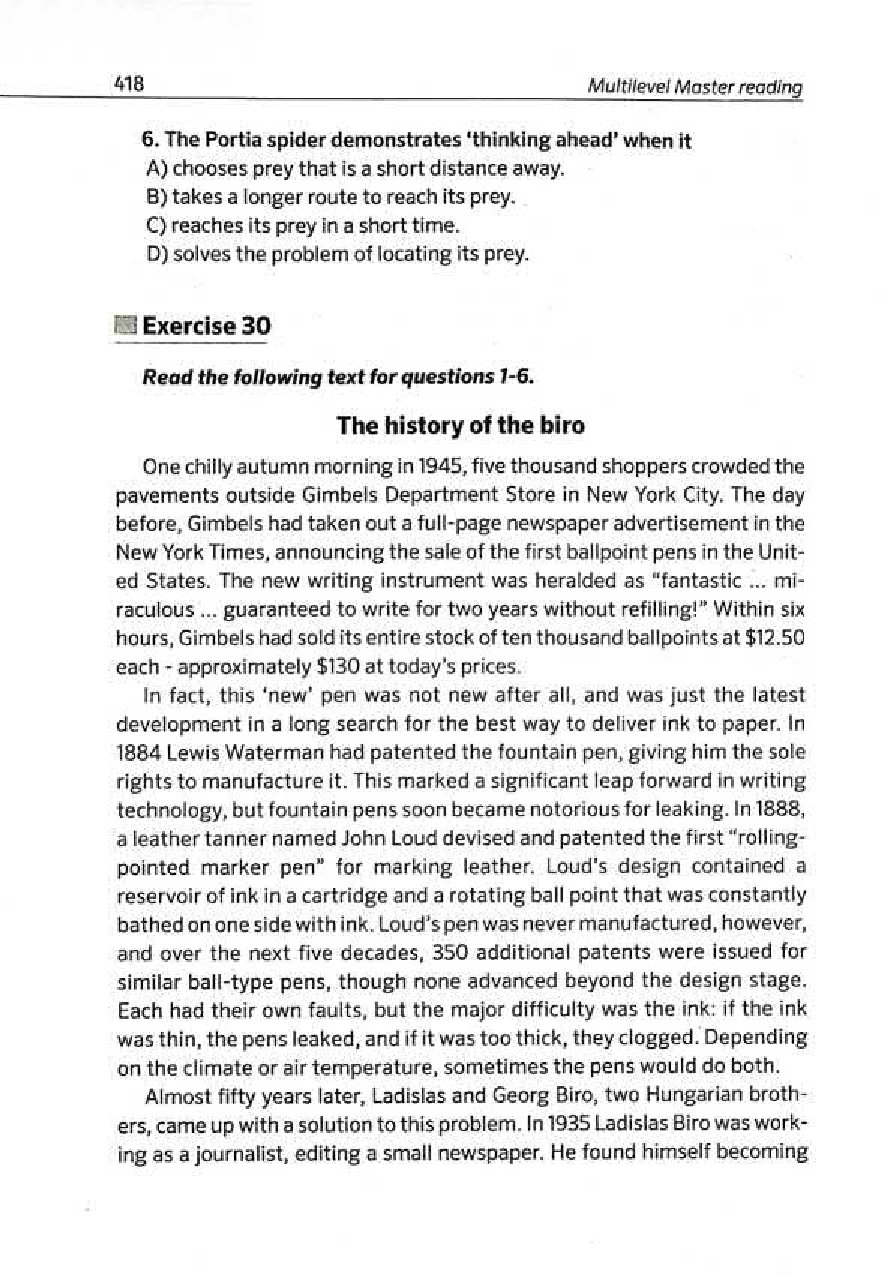 418
Multilevel Master reading
6. The Portia spider demonstrates 'thinking ahead' when it
A) chooses prey that is a short distance away.
B) takes a longer route to reach its prey.
C) reaches its prey in a short time.
D) solves the problem of locating its prey.
Exercise 30
Read the following text for questions 1-6.
The history of the biro
One chilly autumn morning in 1945, five thousand shoppers crowded the
pavements outside Gimbels Department Store in New York City. The day
before, Gimbels had taken out a full-page newspaper advertisement in the
New York Times, announcing the sale of the first ballpoint pens in the Unit-
ed States. The new writing instrument was heralded as "fantastic ... mi-
raculous ... guaranteed to write for two years without refilling!" Within six
hours, Gimbels had sold its entire stock of ten thousand ballpoints at $12.50
each - approximately $130 at today's prices.
In fact, this 'new' pen was not new after all, and was just the latest
development in a long search for the best way to deliver ink to paper. In
1884 Lewis Waterman had patented the fountain pen, giving him the sole
rights to manufacture it. This marked a significant leap forward in writing
technology, but fountain pens soon became notorious for leaking. In 1888,
a leather tanner named John Loud devised and patented the first "rolling-
pointed marker pen" for marking leather. Loud's design contained a
reservoir of ink in a cartridge and a rotating ball point that was constantly
bathed on one side with ink. Loud's pen was never manufactured, however,
and over the next five decades, 350 additional patents were issued for
similar ball-type pens, though none advanced beyond the design stage.
Each had their own faults, but the major difficulty was the ink: if the ink
was thin, the pens leaked, and if it was too thick, they clogged. Depending
on the climate or air temperature, sometimes the pens would do both.
Almost fifty years later, Ladislas and Georg Biro, two Hungarian broth-
ers, came up with a solution to this problem. In 1935 Ladislas Biro was work-
ing as a journalist, editing a small newspaper. He found himself becoming